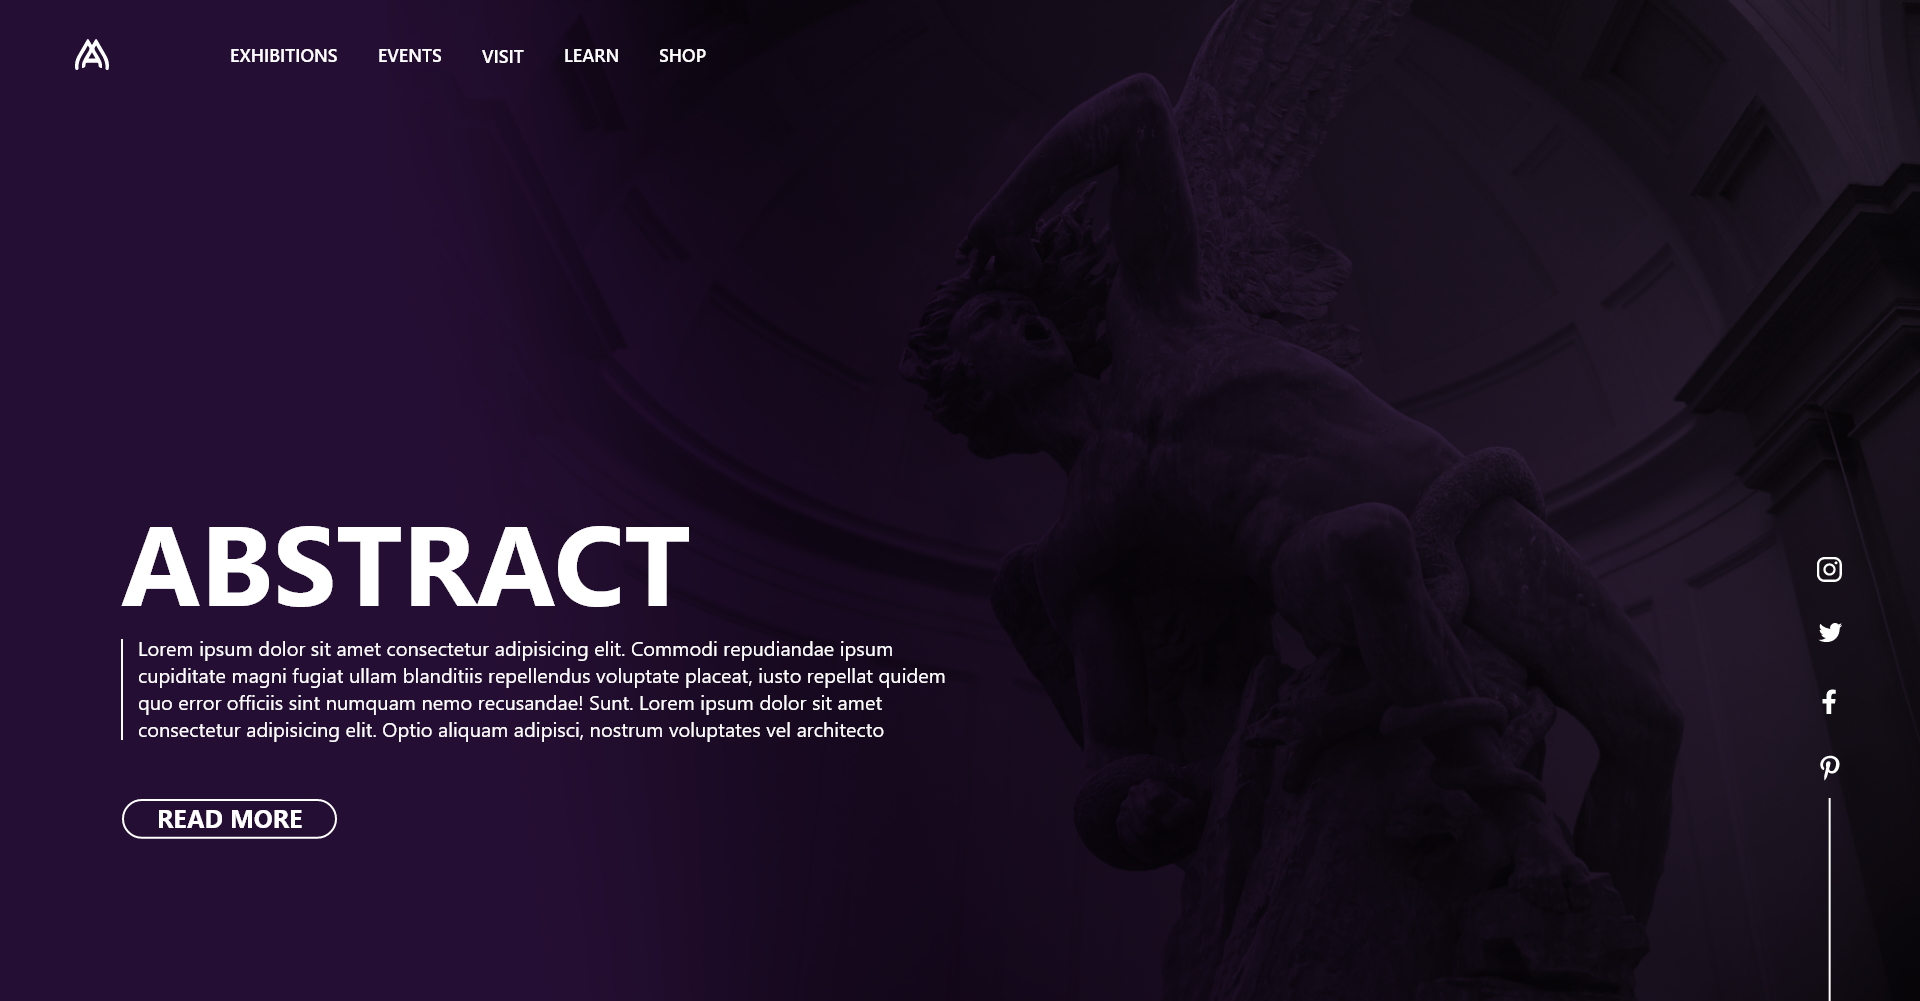 EXHIBITIONS EVENTS VISIT LEARN SHOP
ABSTRACT
Lorem ipsum dolor sit amet consectetur adipisicing elit. Commodi repudiandae ipsum
cupiditate magni fugiat ullam blanditiis repellendus voluptate placeat, iusto repellat quidem
quo error officiis sint numquam nemo recusandae! Sunt. Lorem ipsum dolor sit amet
consectetur adipisicing elit. Optio aliquam adipisci, nostrum voluptates vel architecto
READ MORE